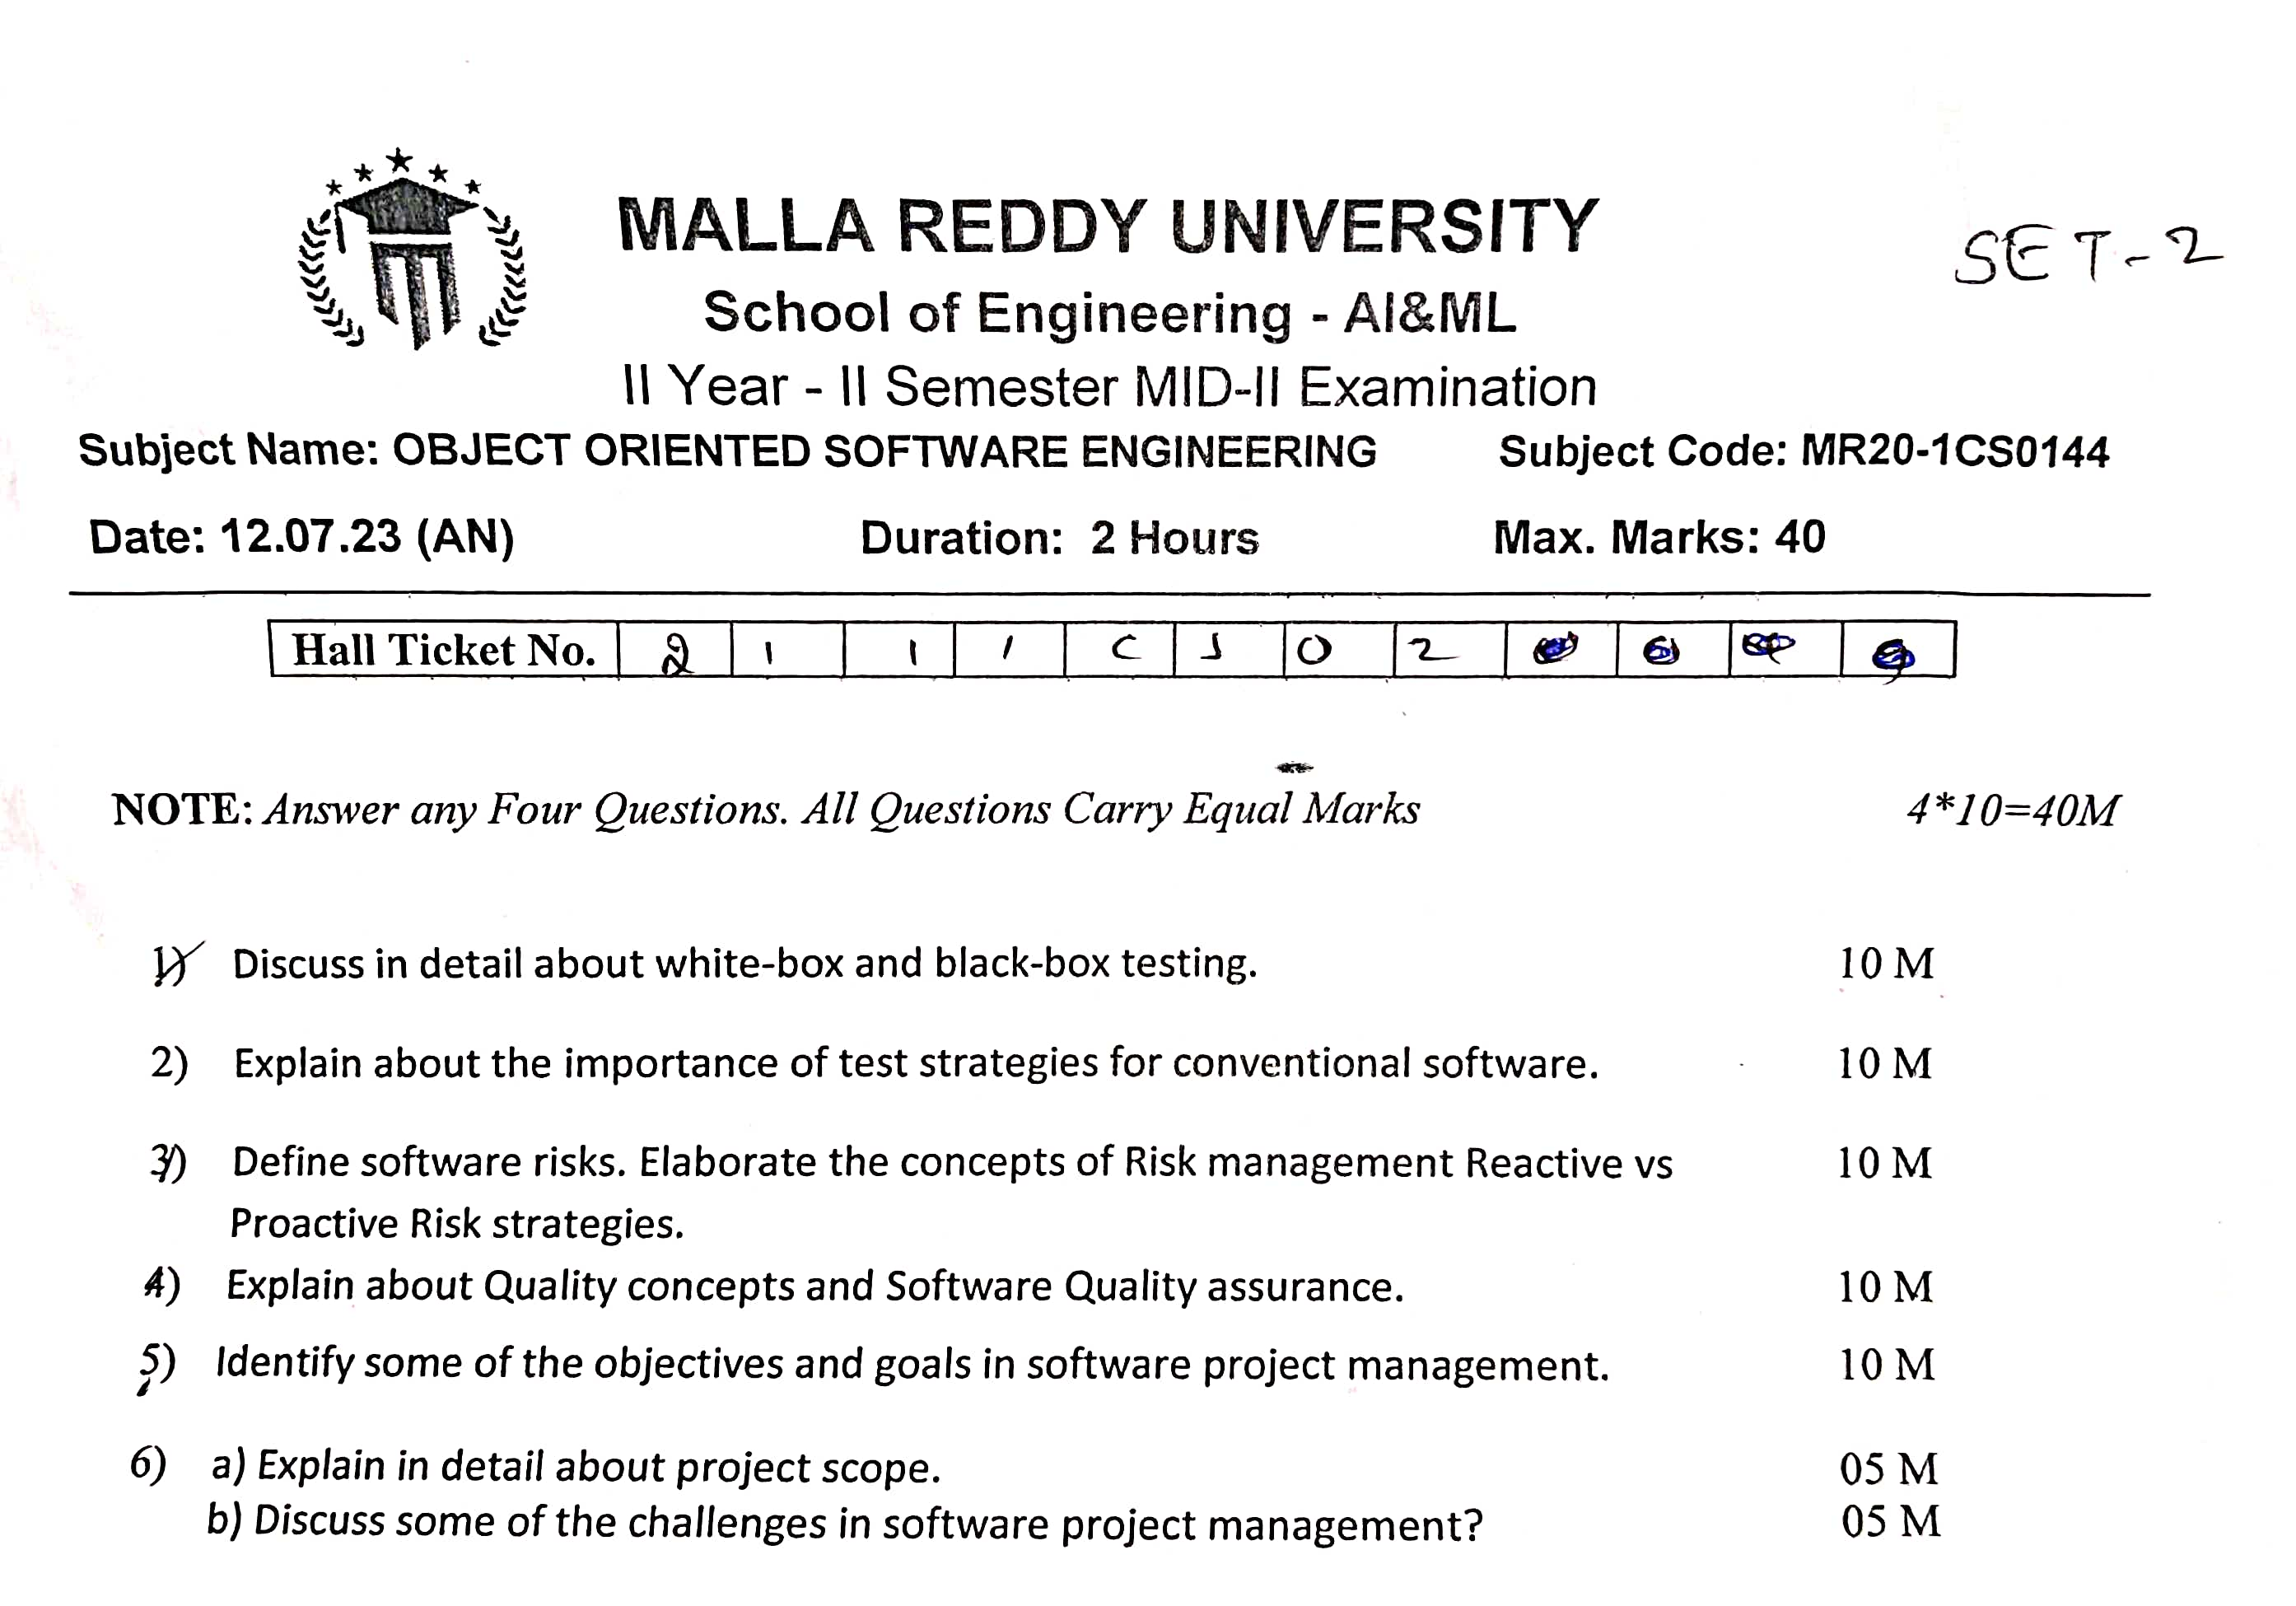 MALLA REDDY UNIVERSITY
SET-2
School of Engineering - AI&ML
II Year - II Semester MID-II Examination
Subject Name: OBJECT ORIENTED SOFTWARE ENGINEERING Subject Code: MR20-1CS0144
Date: 12.07.23 (AN) Duration: 2 Hours Max. Marks: 40
Hall Ticket No. 2 1 1 1 C S 0 2
NOTE: Answer any Four Questions. All Questions Carry Equal Marks 4*10=40M
1) Discuss in detail about white-box and black-box testing. 10 M
2) Explain about the importance of test strategies for conventional software. 10 M
3) Define software risks. Elaborate the concepts of Risk management Reactive vs 10 M
Proactive Risk strategies.
4) Explain about Quality concepts and Software Quality assurance. 10 M
5) Identify some of the objectives and goals in software project management. 10 M
6) a) Explain in detail about project scope. 05 M
b) Discuss some of the challenges in software project management? 05 M